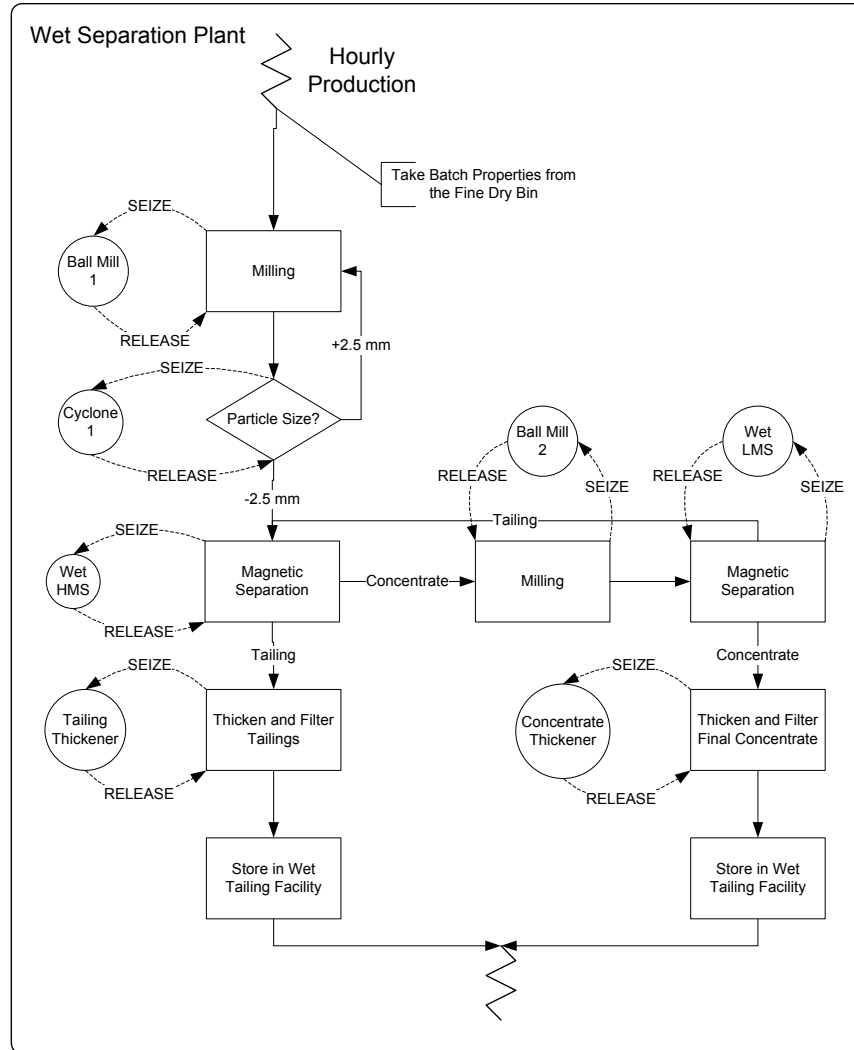 Wet Separation Plant
Hourly
Production
Take Batch Properties from
the Fine Dry Bin
SEIZE
Ball Mill
1
Milling
RELEASE
+2.5 mm
SEIZE
Cyclone
1
Particle Size?
RELEASE
-2.5 mm
Ball Mill
2
Wet
LMS
RELEASE
SEIZE
RELEASE
SEIZE
Tailing
SEIZE
Wet
HMS
Magnetic
Separation
Concentrate
Milling
Magnetic
Separation
RELEASE
Tailing
Concentrate
SEIZE
Tailing
Thickener
Thicken and Filter
Tailings
RELEASE
SEIZE
Concentrate
Thickener
Thicken and Filter
Final Concentrate
RELEASE
Store in Wet
Tailing Facility
Store in Wet
Tailing Facility